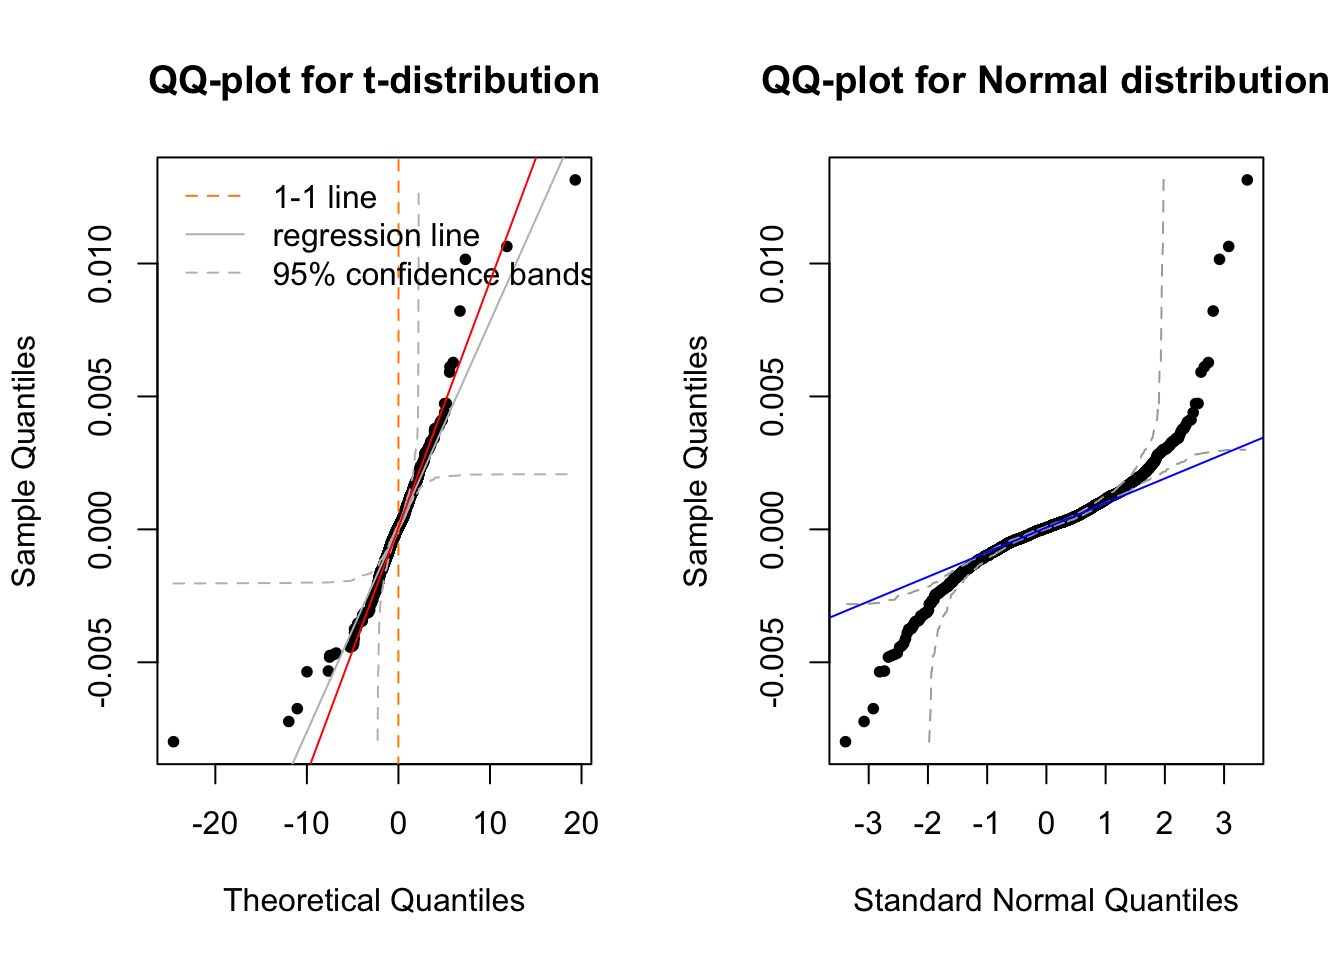 QQ-plot for t-distribution
1-1 line
regression line
95% confidence bands
Sample Quantiles
0.010
0.005
0.000
-0.005
-20 -10 0 10 20
Theoretical Quantiles
QQ-plot for Normal distribution
Sample Quantiles
0.010
0.005
0.000
-0.005
-3 -2 -1 0 1 2 3
Standard Normal Quantiles